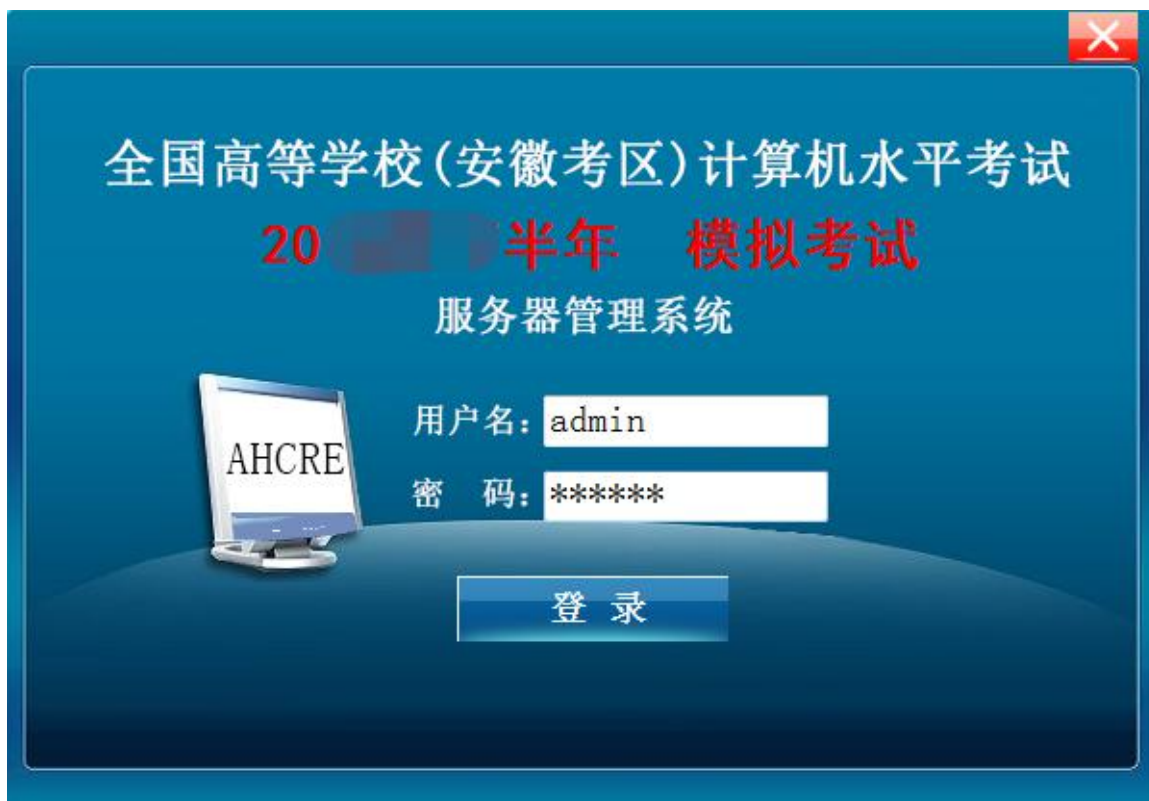 全国高等学校(安徽考区)计算机水平考试
20 半年 模拟考试
服务器管理系统
用户名: admin
AHCRE
密 码: ******
登 录